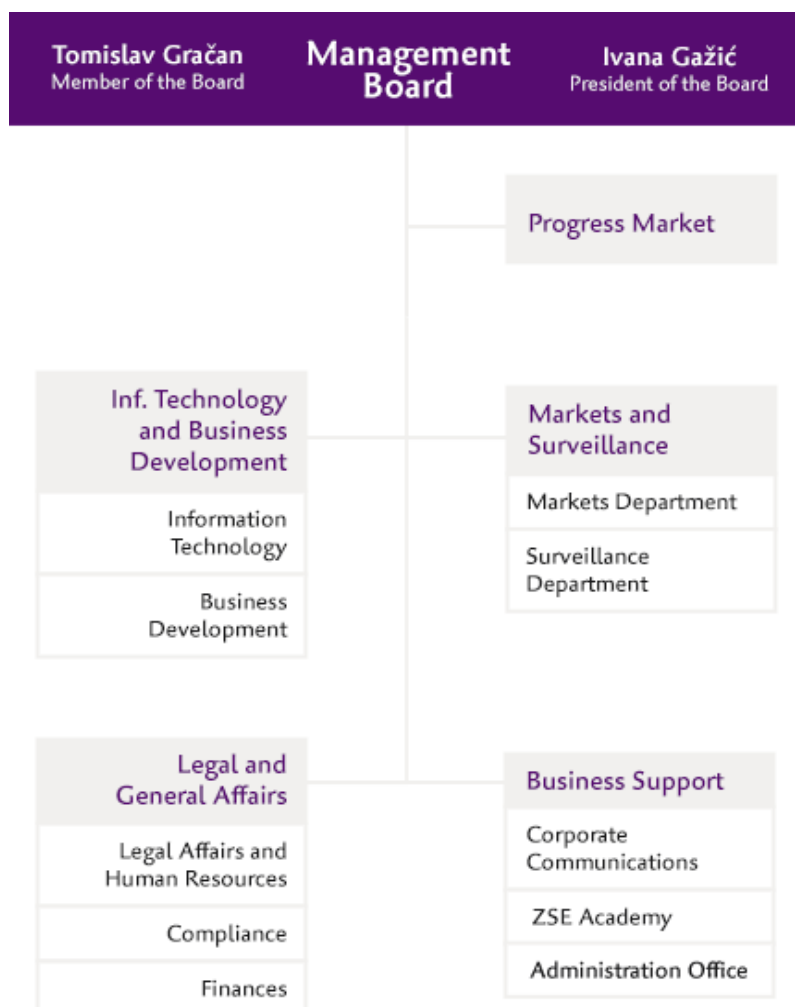 Tomislav Gračan
Member of the Board
Management
Board
Ivana Gažić
President of the Board
Progress Market
Inf. Technology
and Business
Development
Information
Technology
Business
Development
Markets and
Surveillance
Markets Department
Surveillance
Department
Legal and
General Affairs
Legal Affairs and
Human Resources
Compliance
Finances
Business Support
Corporate
Communications
ZSE Academy
Administration Office